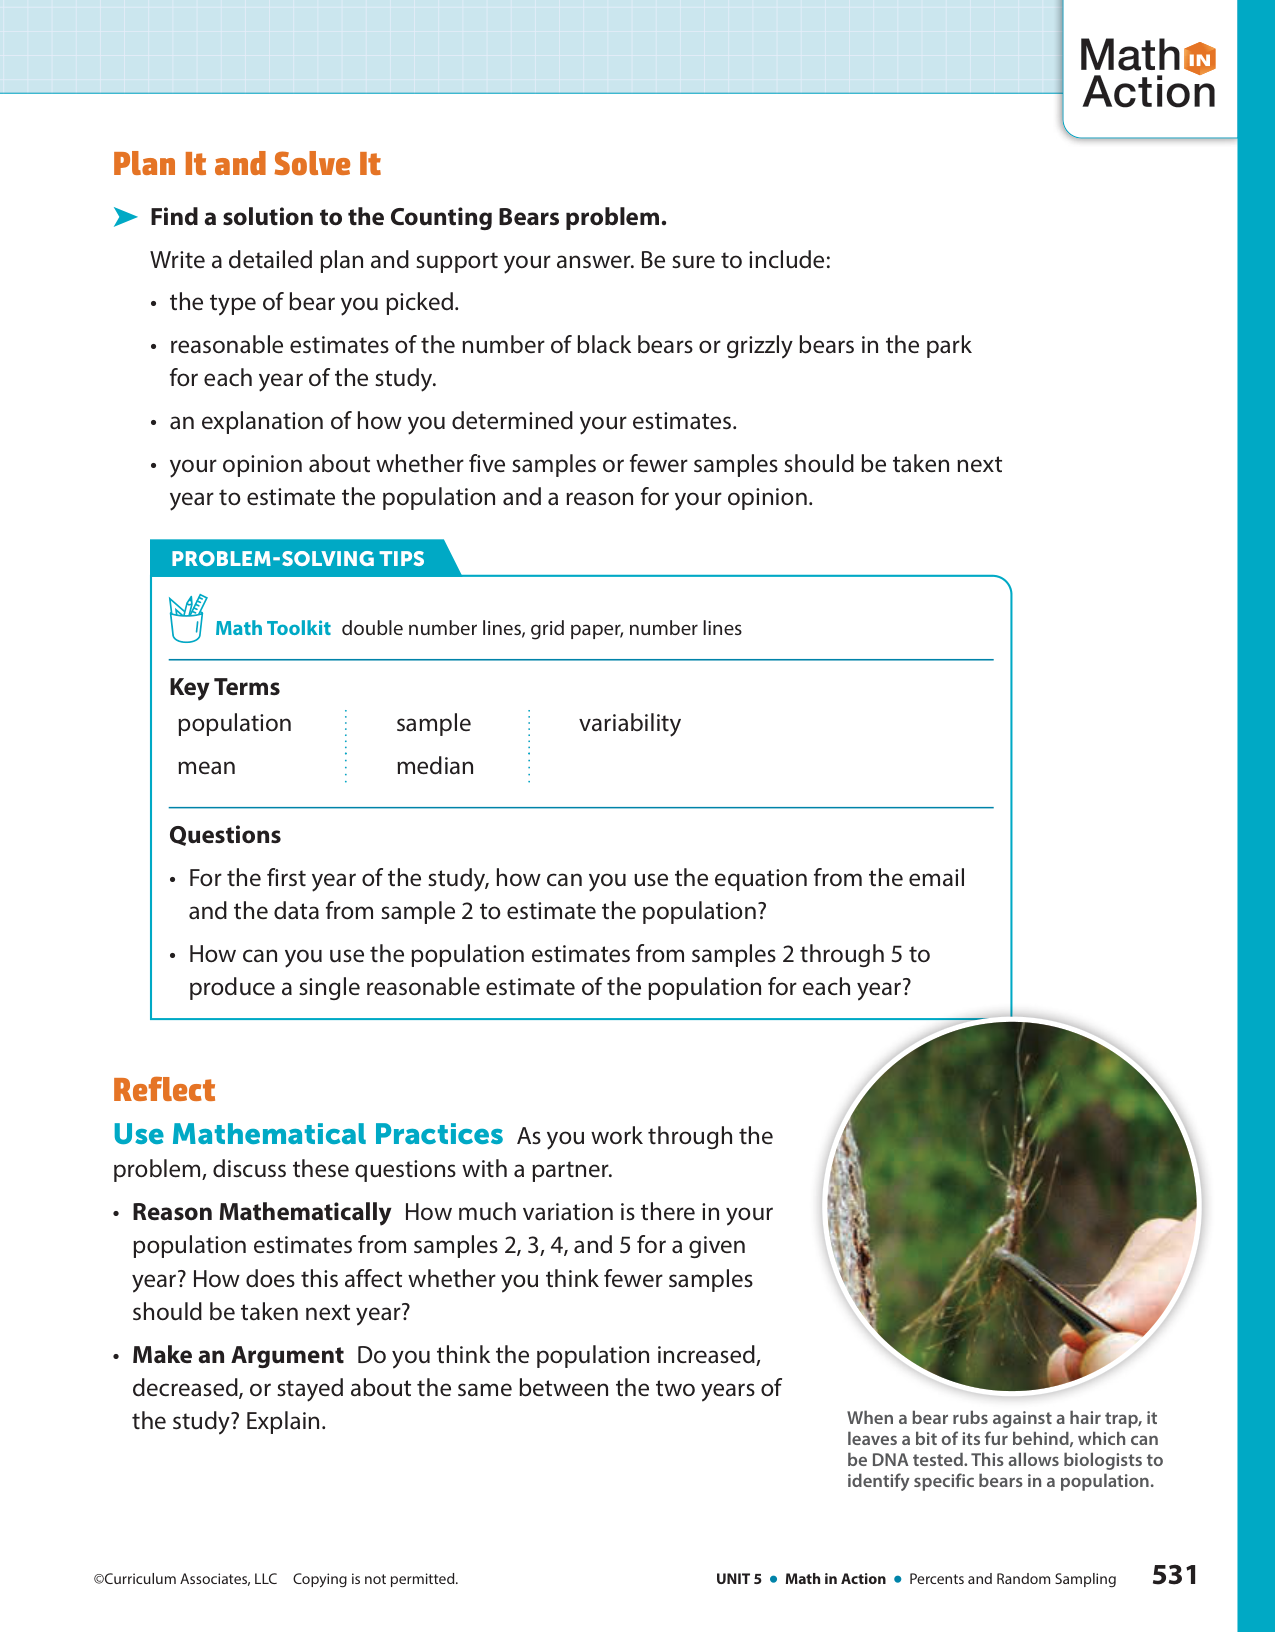 Math IN
Action
Plan It and Solve It
Find a solution to the Counting Bears problem.
Write a detailed plan and support your answer. Be sure to include:
• the type of bear you picked.
• reasonable estimates of the number of black bears or grizzly bears in the park
for each year of the study.
• an explanation of how you determined your estimates.
• your opinion about whether five samples or fewer samples should be taken next
year to estimate the population and a reason for your opinion.
PROBLEM-SOLVING TIPS
Math Toolkit double number lines, grid paper, number lines
Key Terms
population sample variability
mean median
Questions
• For the first year of the study, how can you use the equation from the email
and the data from sample 2 to estimate the population?
• How can you use the population estimates from samples 2 through 5 to
produce a single reasonable estimate of the population for each year?
Reflect
Use Mathematical Practices As you work through the
problem, discuss these questions with a partner.
• Reason Mathematically How much variation is there in your
population estimates from samples 2, 3, 4, and 5 for a given
year? How does this affect whether you think fewer samples
should be taken next year?
• Make an Argument Do you think the population increased,
decreased, or stayed about the same between the two years of
the study? Explain.
When a bear rubs against a hair trap, it
leaves a bit of its fur behind, which can
be DNA tested. This allows biologists to
identify specific bears in a population.
©Curriculum Associates, LLC Copying is not permitted.
UNIT 5 • Math in Action • Percents and Random Sampling 531